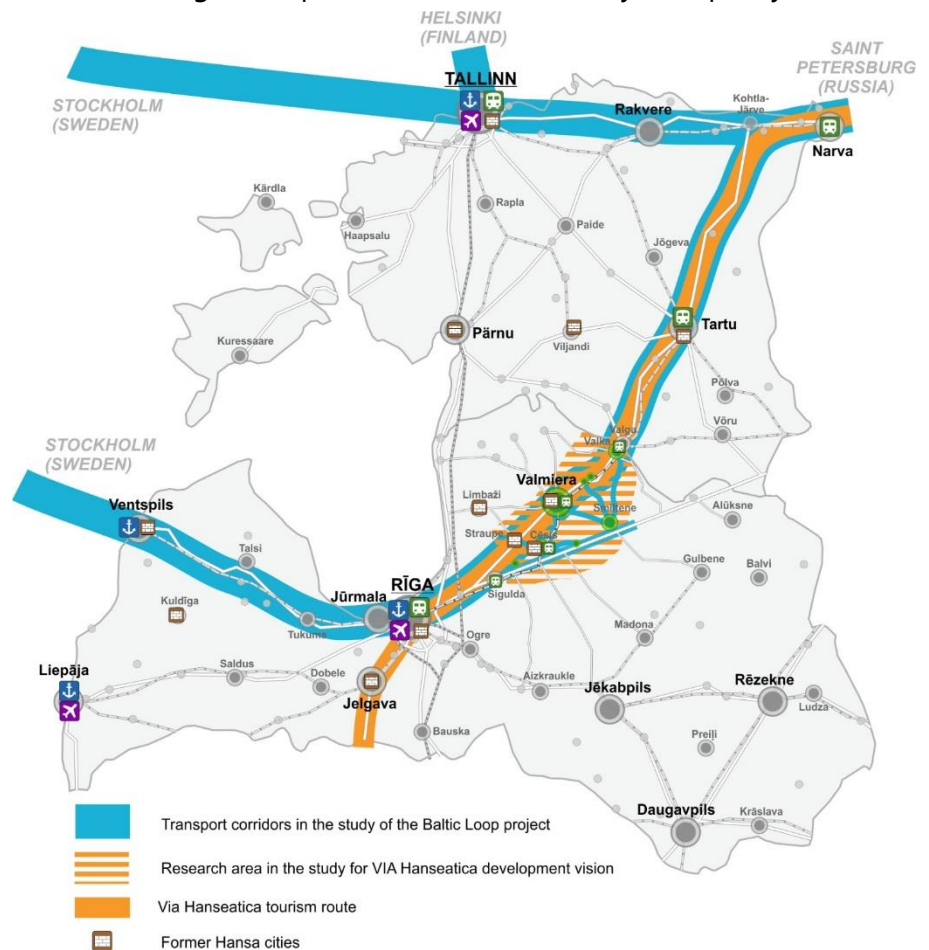 HELSINKI
(FINLAND)
SAINT
PETERSBURG
(RUSSIA)
TALLINN
STOCKHOLM
(SWEDEN)
Rakvere
Kohtla-
Järve
Narva
Kärdla
Rapla
Haapsalu
Paide
Jõgeva
Tartu
Pärnu
Viljandi
Kuressaare
Põlva
Võru
Valga
Valka
STOCKHOLM
(SWEDEN)
Valmiera
Ventspils
Limbaži
Smiltene
Alūksne
Straupe
Cēsis
Talsi
Gulbene
Balvi
RĪGA
Sigulda
Jūrmala
Kuldīga
Tukums
Madona
Ogre
Liepāja
Saldus
Dobele
Aizkraukle
Jēkabpils
Rēzekne
Jelgava
Ludza
Bauska
Preiļi
Daugavpils
Krāslava
Transport corridors in the study of the Baltic Loop project
Research area in the study for VIA Hanseatica development vision
Via Hanseatica tourism route
Former Hansa cities